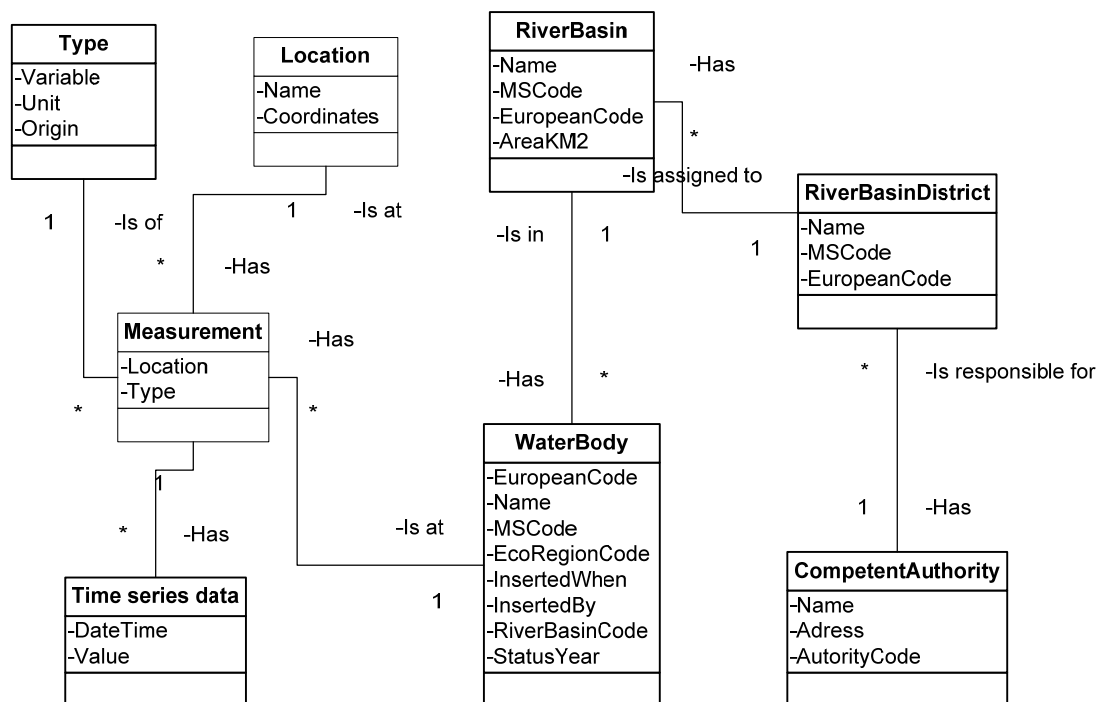 Type
-Variable
-Unit
-Origin
Location
-Name
-Coordinates
RiverBasin
-Name
-MSCode
-EuropeanCode
-AreaKM2
-Has
*
-Is assigned to
1
RiverBasinDistrict
-Name
-MSCode
-EuropeanCode
1
-Is of
*
1
-Is at
*
-Has
-Is in
1
Measurement
-Location
-Type
-Has
*
-Has
*
*
-Is responsible for
1
*
-Has
-Is at
1
WaterBody
-EuropeanCode
-Name
-MSCode
-EcoRegionCode
-InsertedWhen
-InsertedBy
-RiverBasinCode
-StatusYear
1
-Has
Time series data
-DateTime
-Value
CompetentAuthority
-Name
-Adress
-AutorityCode